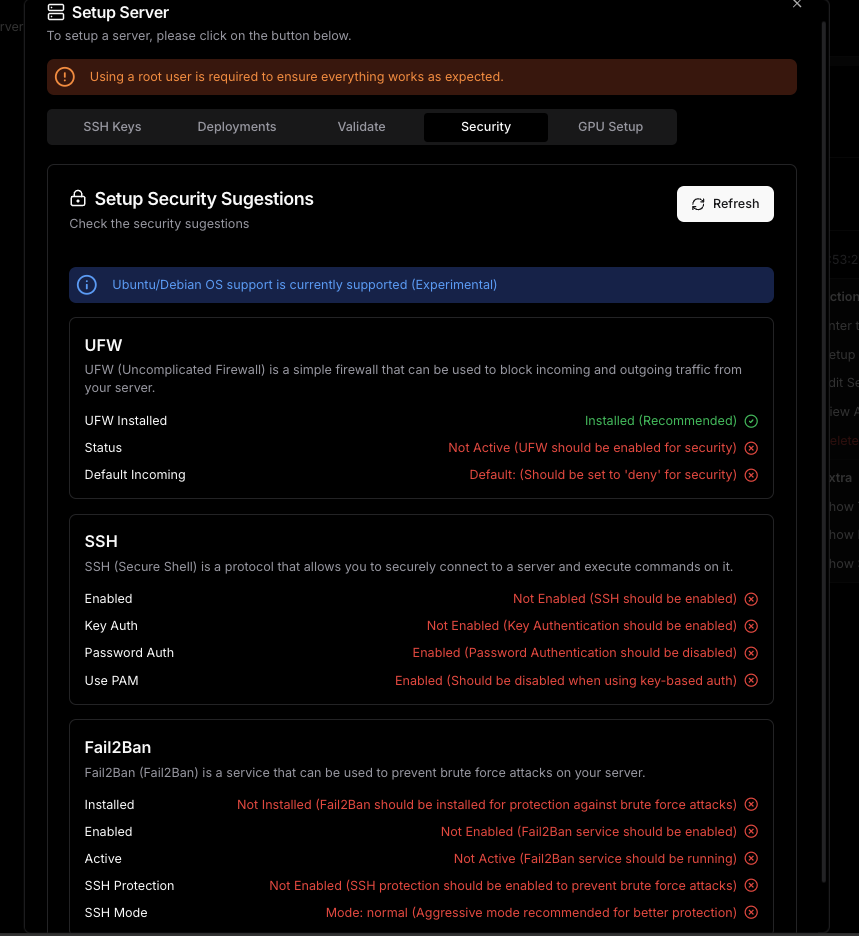 Setup Server
To setup a server, please click on the button below.
Using a root user is required to ensure everything works as expected.
SSH Keys Deployments Validate Security GPU Setup
Setup Security Sugestions
Check the security sugestions
Refresh
Ubuntu/Debian OS support is currently supported (Experimental)
UFW
UFW (Uncomplicated Firewall) is a simple firewall that can be used to block incoming and outgoing traffic from
your server.
UFW Installed Installed (Recommended)
Status Not Active (UFW should be enabled for security)
Default Incoming Default: (Should be set to 'deny' for security)
SSH
SSH (Secure Shell) is a protocol that allows you to securely connect to a server and execute commands on it.
Enabled Not Enabled (SSH should be enabled)
Key Auth Not Enabled (Key Authentication should be enabled)
Password Auth Enabled (Password Authentication should be disabled)
Use PAM Enabled (Should be disabled when using key-based auth)
Fail2Ban
Fail2Ban (Fail2Ban) is a service that can be used to prevent brute force attacks on your server.
Installed Not Installed (Fail2Ban should be installed for protection against brute force attacks)
Enabled Not Enabled (Fail2Ban service should be enabled)
Active Not Active (Fail2Ban service should be running)
SSH Protection Not Enabled (SSH protection should be enabled to prevent brute force attacks)
SSH Mode Mode: normal (Aggressive mode recommended for better protection)